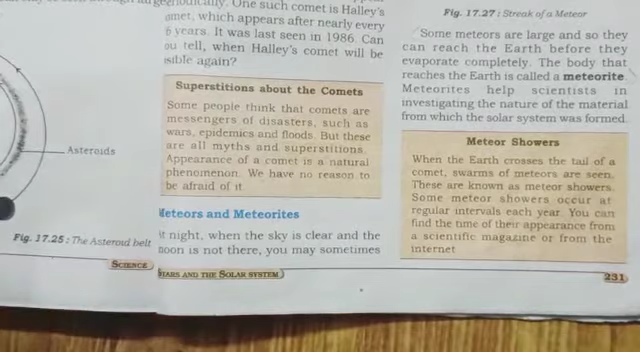 geriodically. One such comet is Halley's
omet, which appears after nearly every
6 years. It was last seen in 1986. Can
ou tell, when Halley's comet will be
isible again?
Superstitions about the Comets
Some people think that comets are
messengers of disasters, such as
wars, epidemics and floods. But these
are all myths and superstitions.
Appearance of a comet is a natural
phenomenon. We have no reason to
be afraid of it
Meteors and Meteorites
t night, when the sky is clear and the
moon is not there, you may sometimes
Asteroids
Fig. 17.25 : The Asteroid belt
SCIENCE
STARS AND THE SOLAR SYSTEM
Fig. 17.27 : Streak of a Meteor
Some meteors are large and so they
can reach the Earth before they
evaporate completely. The body that
reaches the Earth is called a meteorite.
Meteorites help scientists in
investigating the nature of the material
from which the solar system was formed.
Meteor Showers
When the Earth crosses the tail of a
comet, swarms of meteors are seen.
These are known as meteor showers.
Some meteor showers occur at
regular intervals each year. You can
find the time of their appearance from
a scientific magazine or from the
internet
231